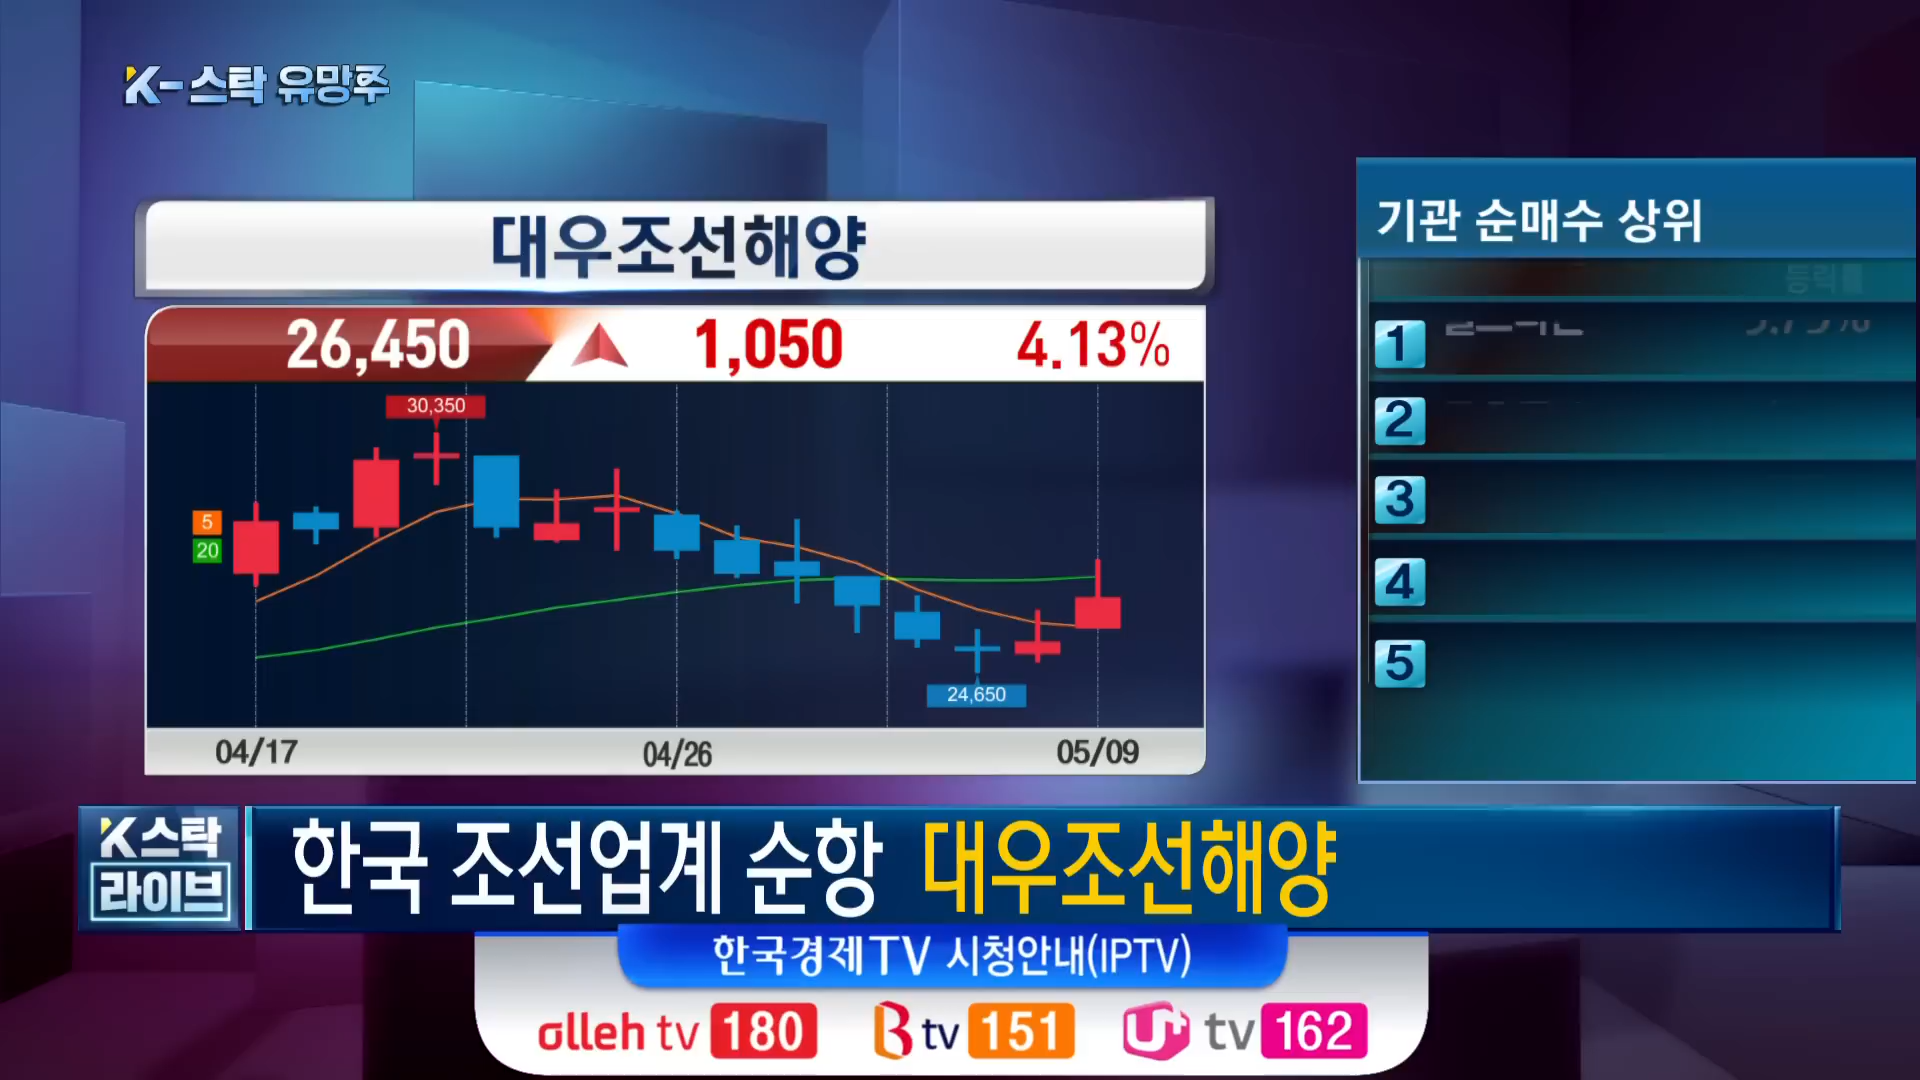 K-스탁 유망주
대우조선해양
26,450 1,050 4.13%
30,350
5
20
24,650
04/17 04/26 05/09
기관 순매수 상위
등락률
1
2
3
4
5
K스탁
라이브
한국 조선업계 순항 대우조선해양
한국경제TV 시청안내(IPTV)
olleh tv 180 B tv 151 U+ tv 162